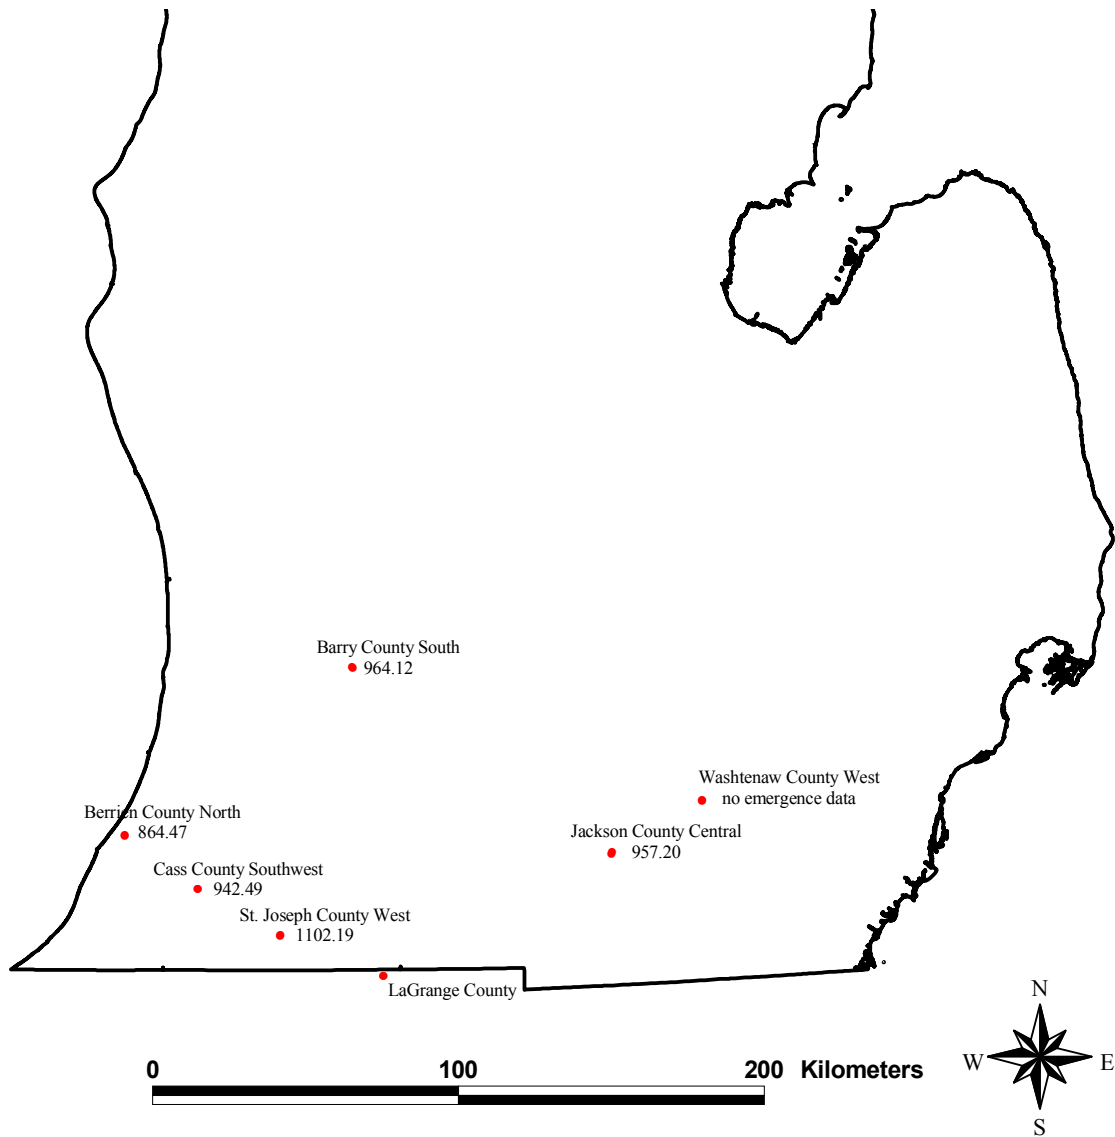 Barry County South
964.12
Washtenaw County West
no emergence data
Berrien County North
864.47
Jackson County Central
957.20
Cass County Southwest
942.49
St. Joseph County West
1102.19
LaGrange County
N
W
E
S
0 100 200 Kilometers